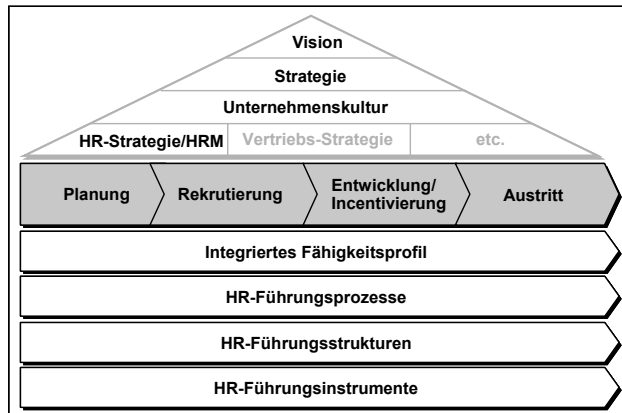 Vision
Strategie
Unternehmenskultur
HR-Strategie/HRM Vertriebs-Strategie etc.
Planung Rekrutierung Entwicklung/ Incentivierung Austritt
Integriertes Fähigkeitsprofil
HR-Führungsprozesse
HR-Führungsstrukturen
HR-Führungsinstrumente